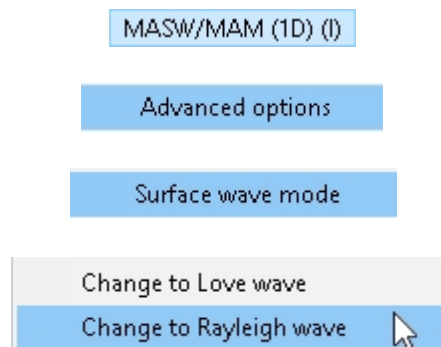 MASW/MAM (1D) (I)
Advanced options
Surface wave mode
Change to Love wave
Change to Rayleigh wave